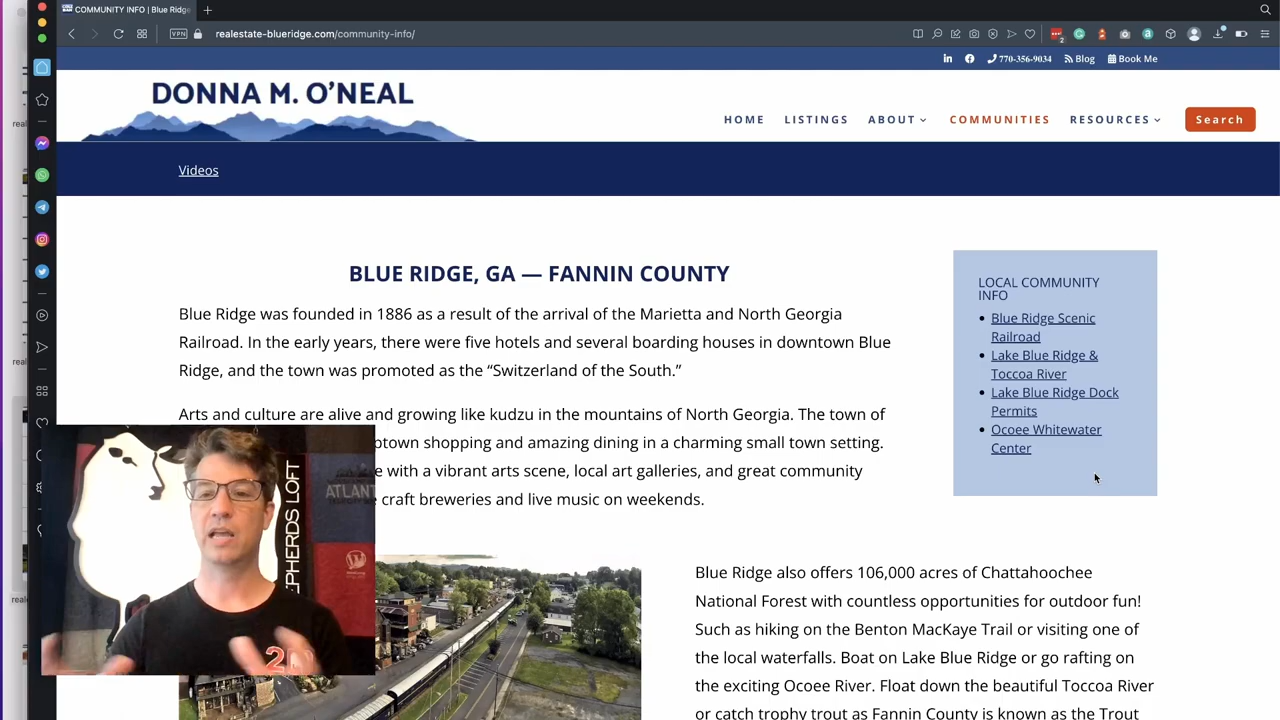 COMMUNITY INFO | Blue Ridge
VPN
realestate-blueridge.com/community-info/
2
770-356-9034
Blog
Book Me
DONNA M. O'NEAL
HOME
LISTINGS
ABOUT
COMMUNITIES
RESOURCES
Search
Videos
BLUE RIDGE, GA — FANNIN COUNTY
Blue Ridge was founded in 1886 as a result of the arrival of the Marietta and North Georgia
Railroad. In the early years, there were five hotels and several boarding houses in downtown Blue
Ridge, and the town was promoted as the “Switzerland of the South.”
Arts and culture are alive and growing like kudzu in the mountains of North Georgia. The town of
ptown shopping and amazing dining in a charming small town setting.
with a vibrant arts scene, local art galleries, and great community
craft breweries and live music on weekends.
LOCAL COMMUNITY
INFO
Blue Ridge Scenic
Railroad
Lake Blue Ridge &
Toccoa River
Lake Blue Ridge Dock
Permits
Ocoee Whitewater
Center
Blue Ridge also offers 106,000 acres of Chattahoochee
National Forest with countless opportunities for outdoor fun!
Such as hiking on the Benton MacKaye Trail or visiting one of
the local waterfalls. Boat on Lake Blue Ridge or go rafting on
the exciting Ocoee River. Float down the beautiful Toccoa River
or catch trophy trout as Fannin County is known as the Trout
PHERDS LOFT
ATLANT
real
real
real